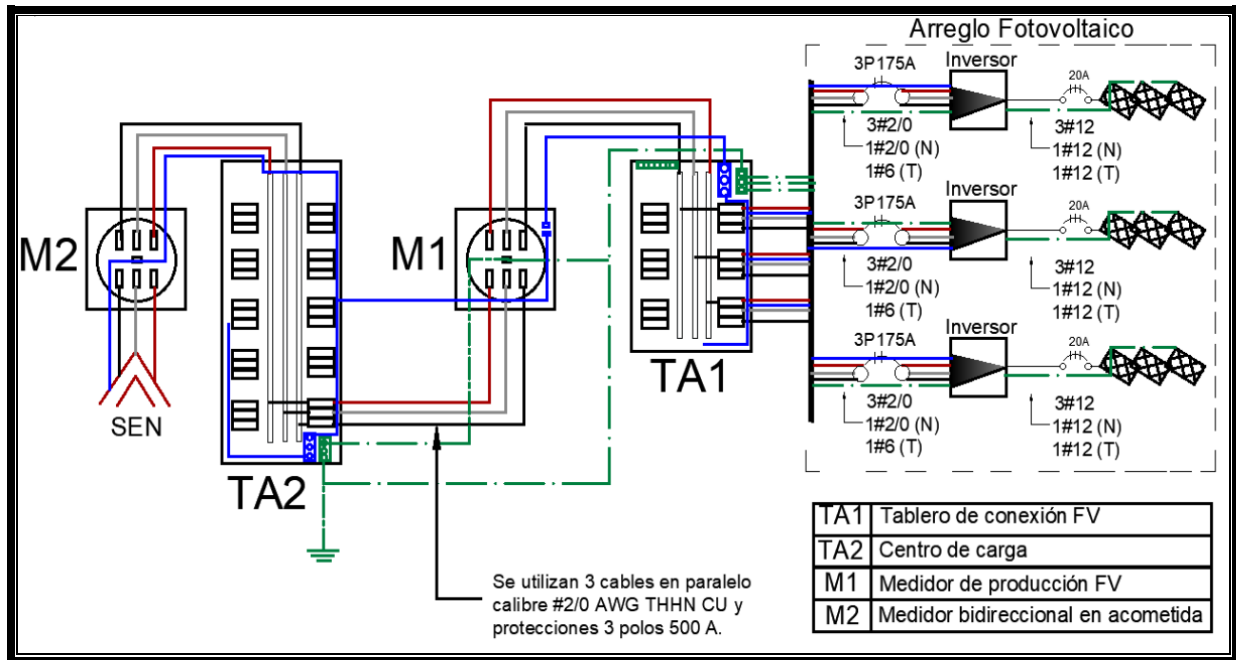 Arreglo Fotovoltaico
3P175A
Inversor
20A
3#2/0
1#2/0 (N)
1#6 (T)
3#12
1#12 (N)
1#12 (T)
3P175A
Inversor
20A
3#2/0
1#2/0 (N)
1#6 (T)
3#12
1#12 (N)
1#12 (T)
3P175A
Inversor
20A
3#2/0
1#2/0 (N)
1#6 (T)
3#12
1#12 (N)
1#12 (T)
M2
SEN
TA2
M1
TA1
Se utilizan 3 cables en paralelo
calibre #2/0 AWG THHN CU y
protecciones 3 polos 500 A.
TA1 Tablero de conexión FV
TA2 Centro de carga
M1 Medidor de producción FV
M2 Medidor bidireccional en acometida